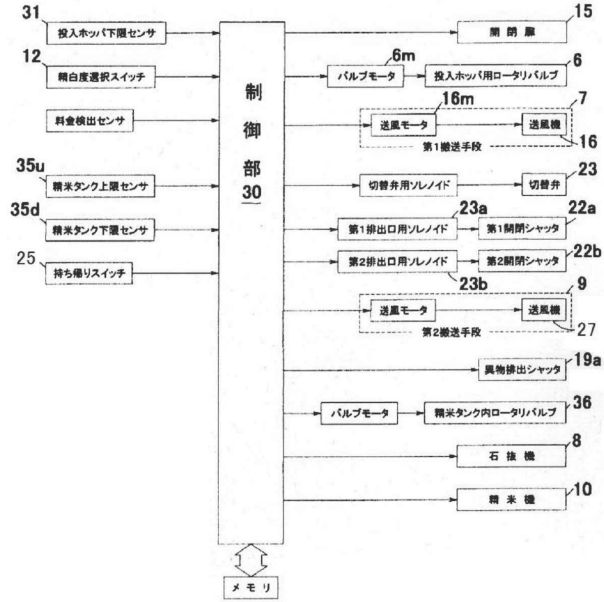 31
投入ホッパ下限センサ
12
精白度選択スイッチ
料金検出センサ
35u
精米タンク上限センサ
35d
精米タンク下限センサ
25
持ち帰りスイッチ
制御部
30
メモリ
15
開閉扉
6m
バルブモータ
6
投入ホッパ用ロータリバルブ
7
16m
送風モータ
送風機
第1搬送手段
16
切替弁用ソレノイド
23
切替弁
23a
第1排出口用ソレノイド
22a
第1開閉シャッタ
第2排出口用ソレノイド
22b
第2開閉シャッタ
23b
9
送風モータ
送風機
第2搬送手段
27
19a
異物排出シャッタ
バルブモータ
36
精米タンク内ロータリバルブ
8
石抜機
10
精米機